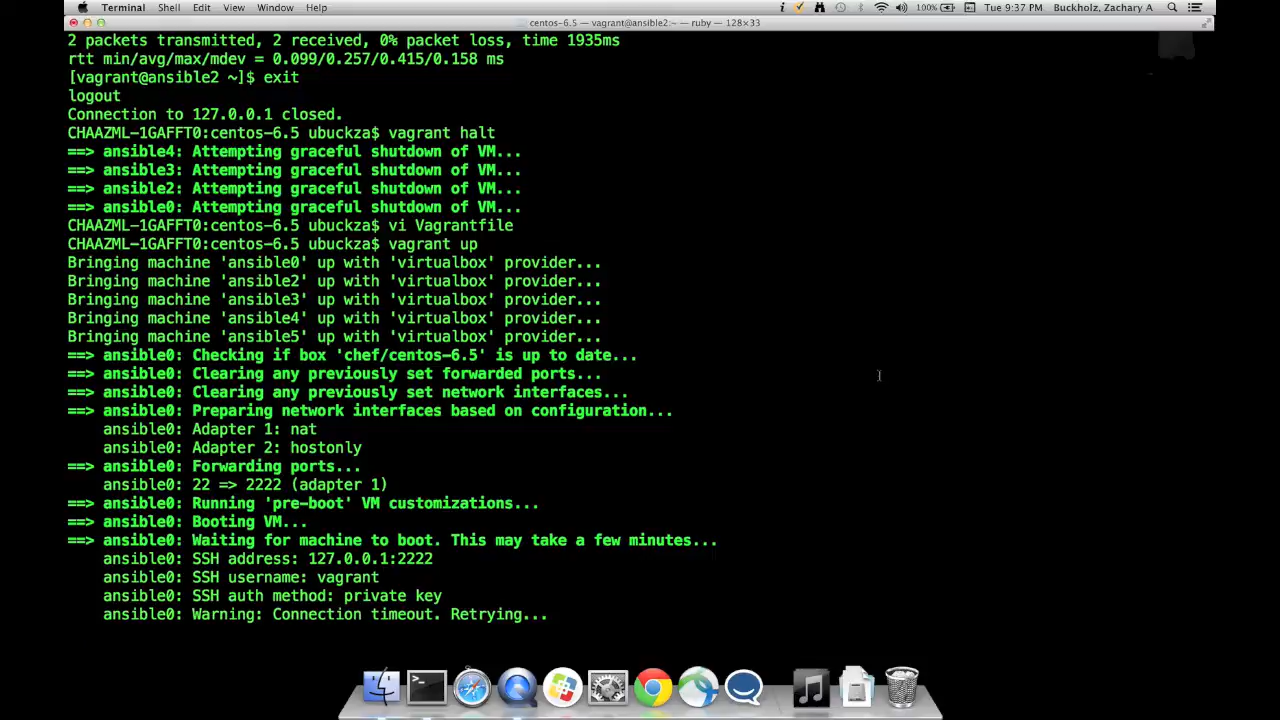 Terminal Shell Edit View Window Help 100% Tue 9:37 PM Buckholz, Zachary A
centos-6.5 — vagrant@ansible2:~ — ruby — 128×33
2 packets transmitted, 2 received, 0% packet loss, time 1935ms
rtt min/avg/max/mdev = 0.099/0.257/0.415/0.158 ms
[vagrant@ansible2 ~]$ exit
logout
Connection to 127.0.0.1 closed.
CHAAZML-1GAFFT0:centos-6.5 ubuckza$ vagrant halt
==> ansible4: Attempting graceful shutdown of VM...
==> ansible3: Attempting graceful shutdown of VM...
==> ansible2: Attempting graceful shutdown of VM...
==> ansible0: Attempting graceful shutdown of VM...
CHAAZML-1GAFFT0:centos-6.5 ubuckza$ vi Vagrantfile
CHAAZML-1GAFFT0:centos-6.5 ubuckza$ vagrant up
Bringing machine 'ansible0' up with 'virtualbox' provider...
Bringing machine 'ansible2' up with 'virtualbox' provider...
Bringing machine 'ansible3' up with 'virtualbox' provider...
Bringing machine 'ansible4' up with 'virtualbox' provider...
Bringing machine 'ansible5' up with 'virtualbox' provider...
==> ansible0: Checking if box 'chef/centos-6.5' is up to date...
==> ansible0: Clearing any previously set forwarded ports...
==> ansible0: Clearing any previously set network interfaces...
==> ansible0: Preparing network interfaces based on configuration...
ansible0: Adapter 1: nat
ansible0: Adapter 2: hostonly
==> ansible0: Forwarding ports...
ansible0: 22 => 2222 (adapter 1)
==> ansible0: Running 'pre-boot' VM customizations...
==> ansible0: Booting VM...
==> ansible0: Waiting for machine to boot. This may take a few minutes...
ansible0: SSH address: 127.0.0.1:2222
ansible0: SSH username: vagrant
ansible0: SSH auth method: private key
ansible0: Warning: Connection timeout. Retrying...